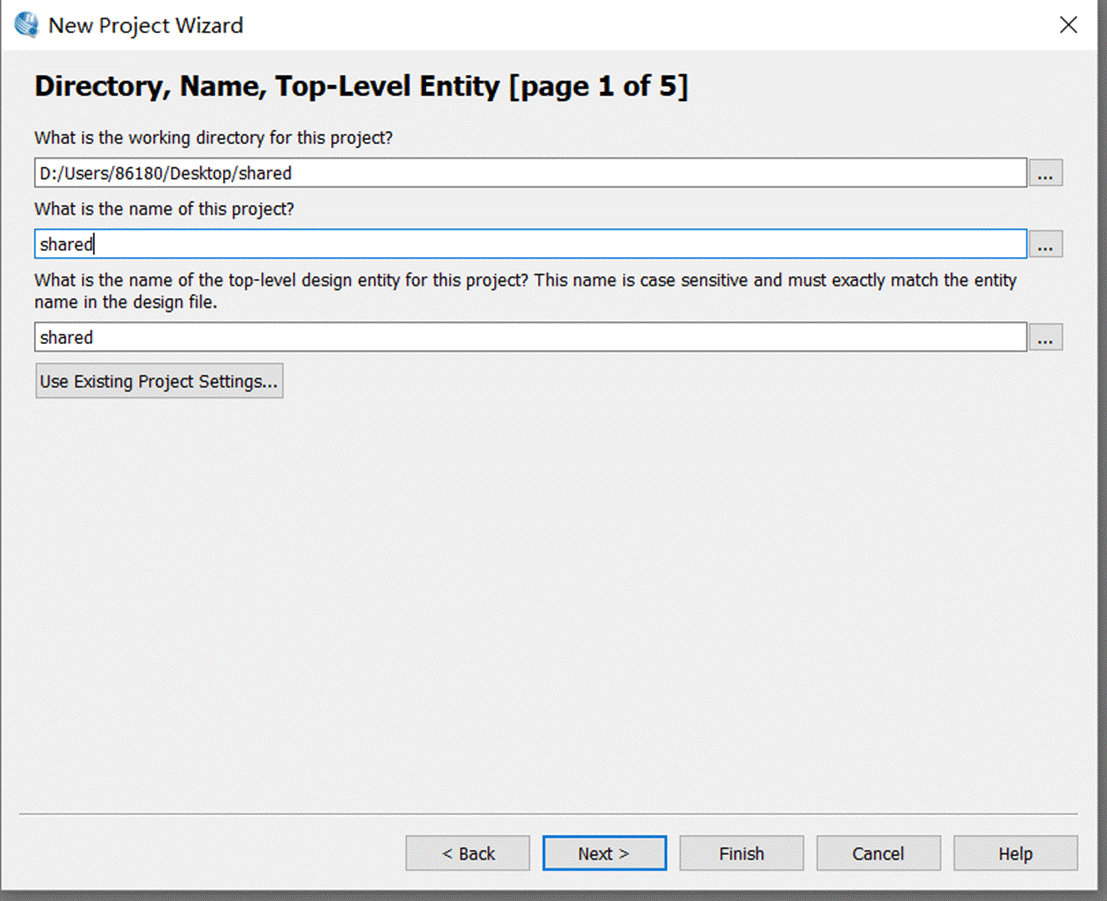 New Project Wizard
Directory, Name, Top-Level Entity [page 1 of 5]
What is the working directory for this project?
D:/Users/86180/Desktop/shared
...
What is the name of this project?
shared
...
What is the name of the top-level design entity for this project? This name is case sensitive and must exactly match the entity
name in the design file.
shared
...
Use Existing Project Settings...
< Back
Next >
Finish
Cancel
Help